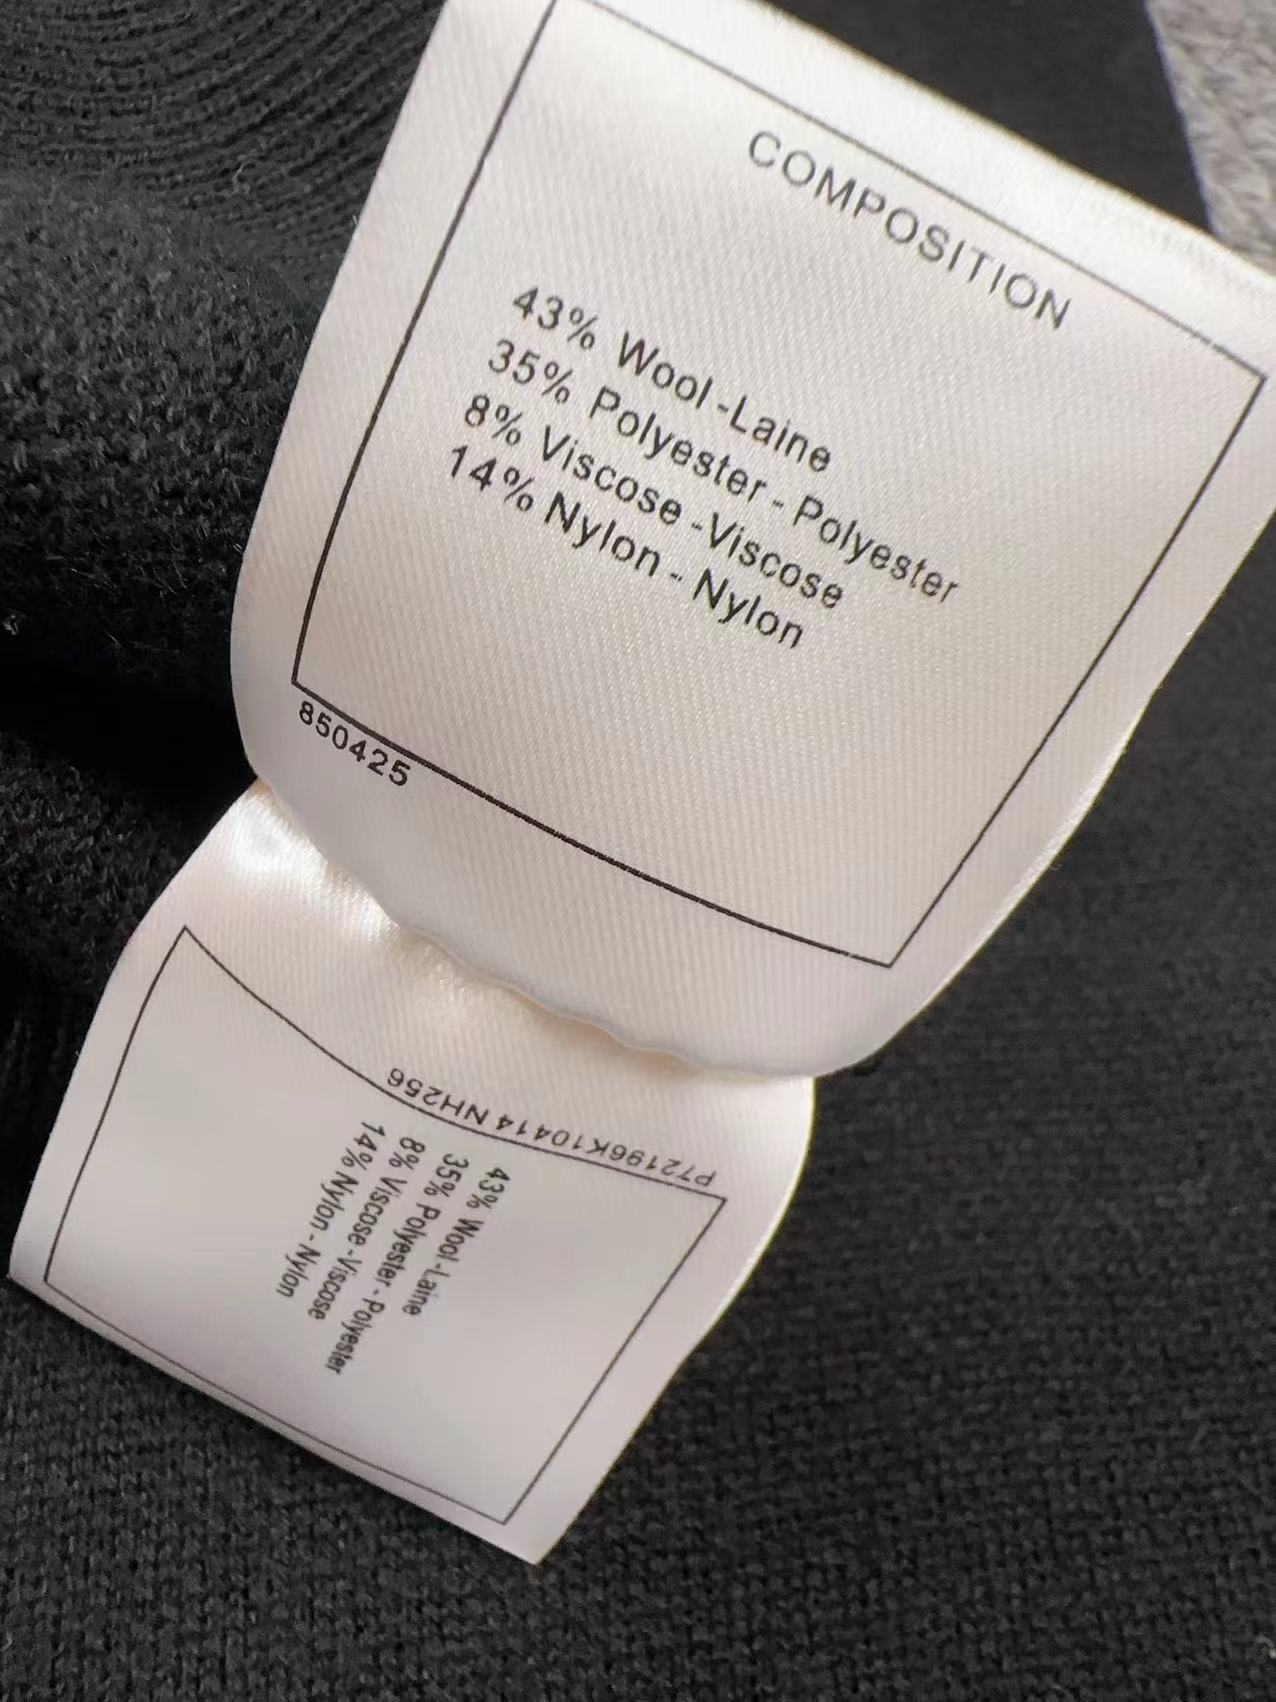 COMPOSITION
43% Wool -Laine
35% Polyester - Polyester
8% Viscose -Viscose
14% Nylon - Nylon
850425
P72196K10414 NH256
43% Wool -Laine
35% Polyester - Polyester
8% Viscose -Viscose
14% Nylon - Nylon